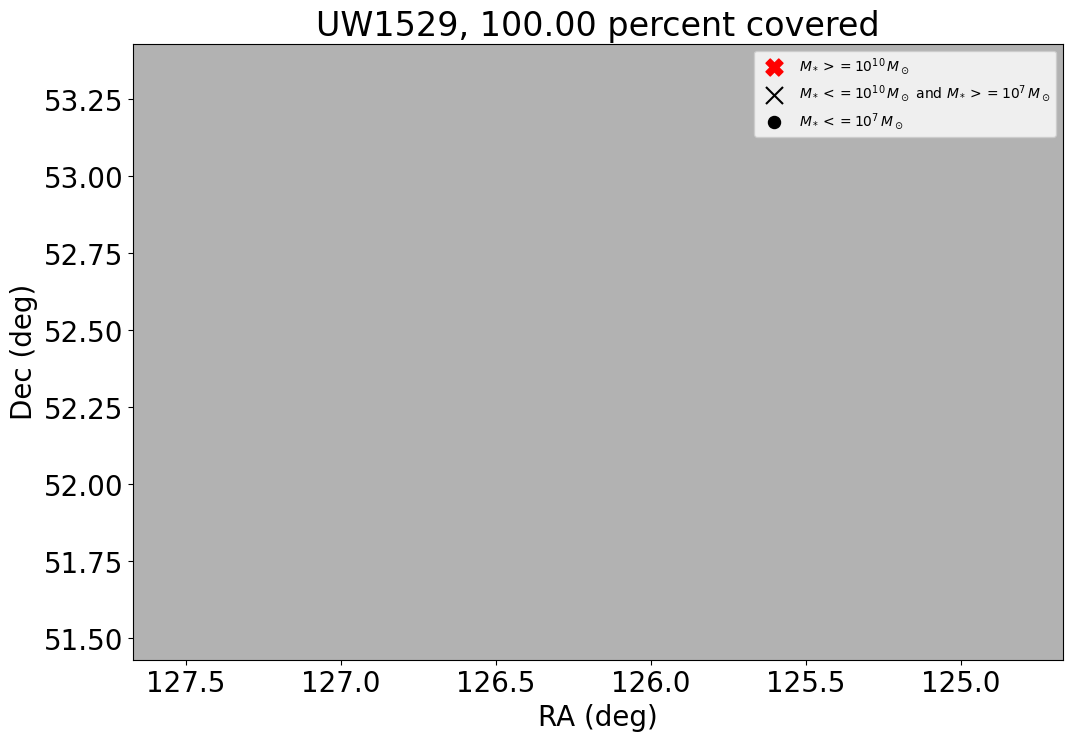 UW1529, 100.00 percent covered
M* >= 10^10 M⊙
M* <= 10^10 M⊙ and M* >= 10^7 M⊙
M* <= 10^7 M⊙
53.25
53.00
52.75
52.50
52.25
52.00
51.75
51.50
Dec (deg)
127.5 127.0 126.5 126.0 125.5 125.0
RA (deg)